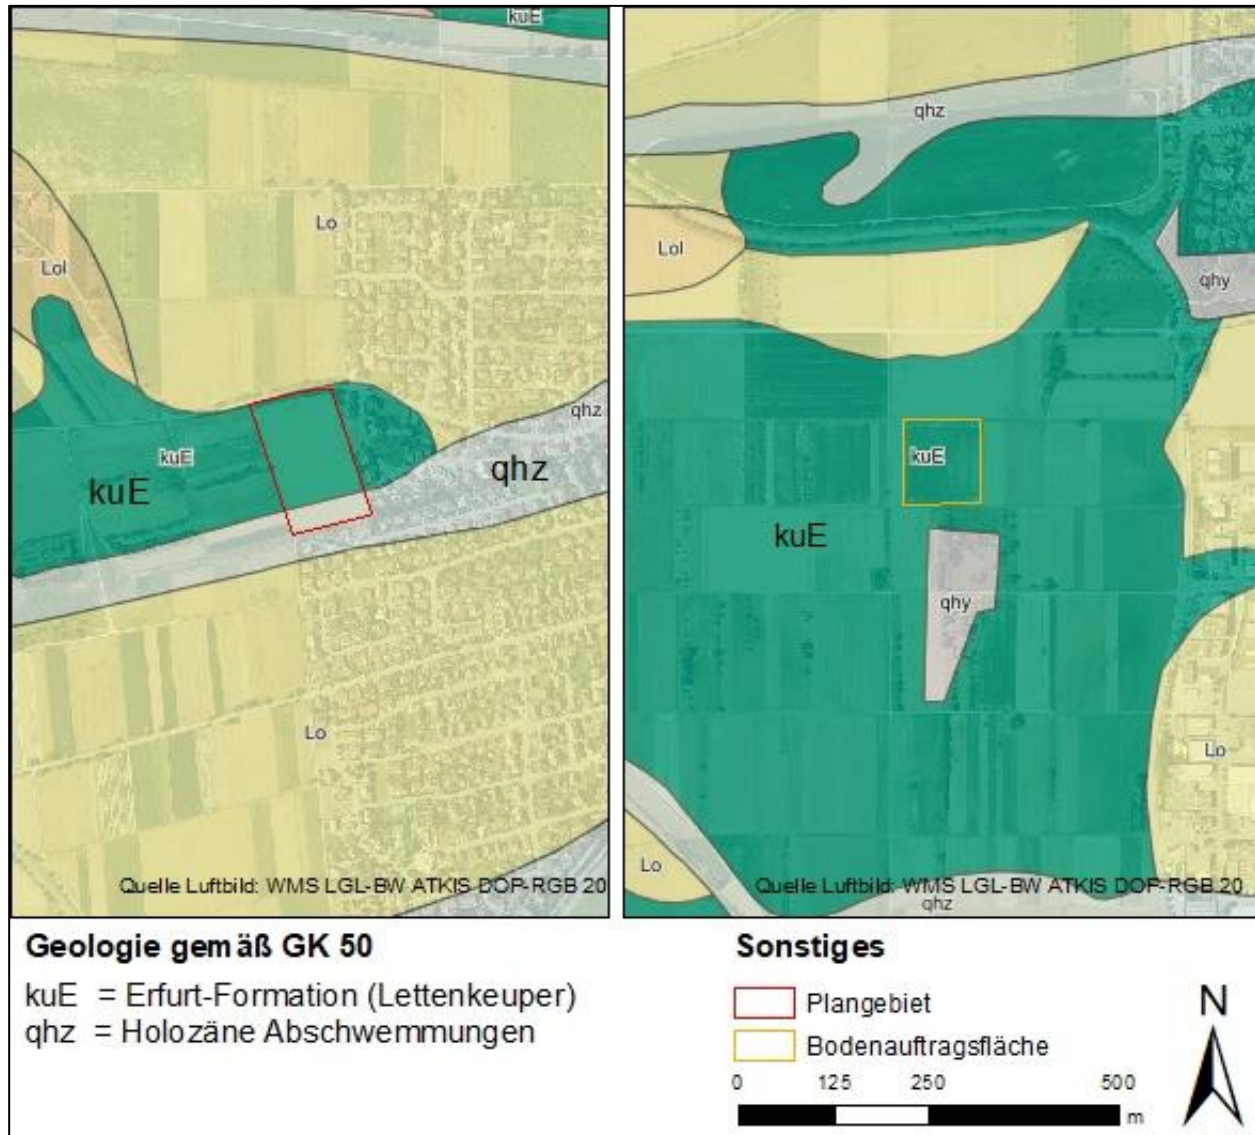 kuE
Lo
Lol
qhz
kuE
kuE
qhz
Lo
Quelle Luftbild: WMS LGL-BW ATKIS DOP-RGB 20
qhz
Lol
qhy
kuE
kuE
qhy
Lo
Lo
Quelle Luftbild: WMS LGL-BW ATKIS DOP-RGB 20
qhz
Geologie gemäß GK 50
kuE = Erfurt-Formation (Lettenkeuper)
qhz = Holozäne Abschwemmungen
Sonstiges
Plangebiet
Bodenauftragsfläche
0 125 250 500
m
N